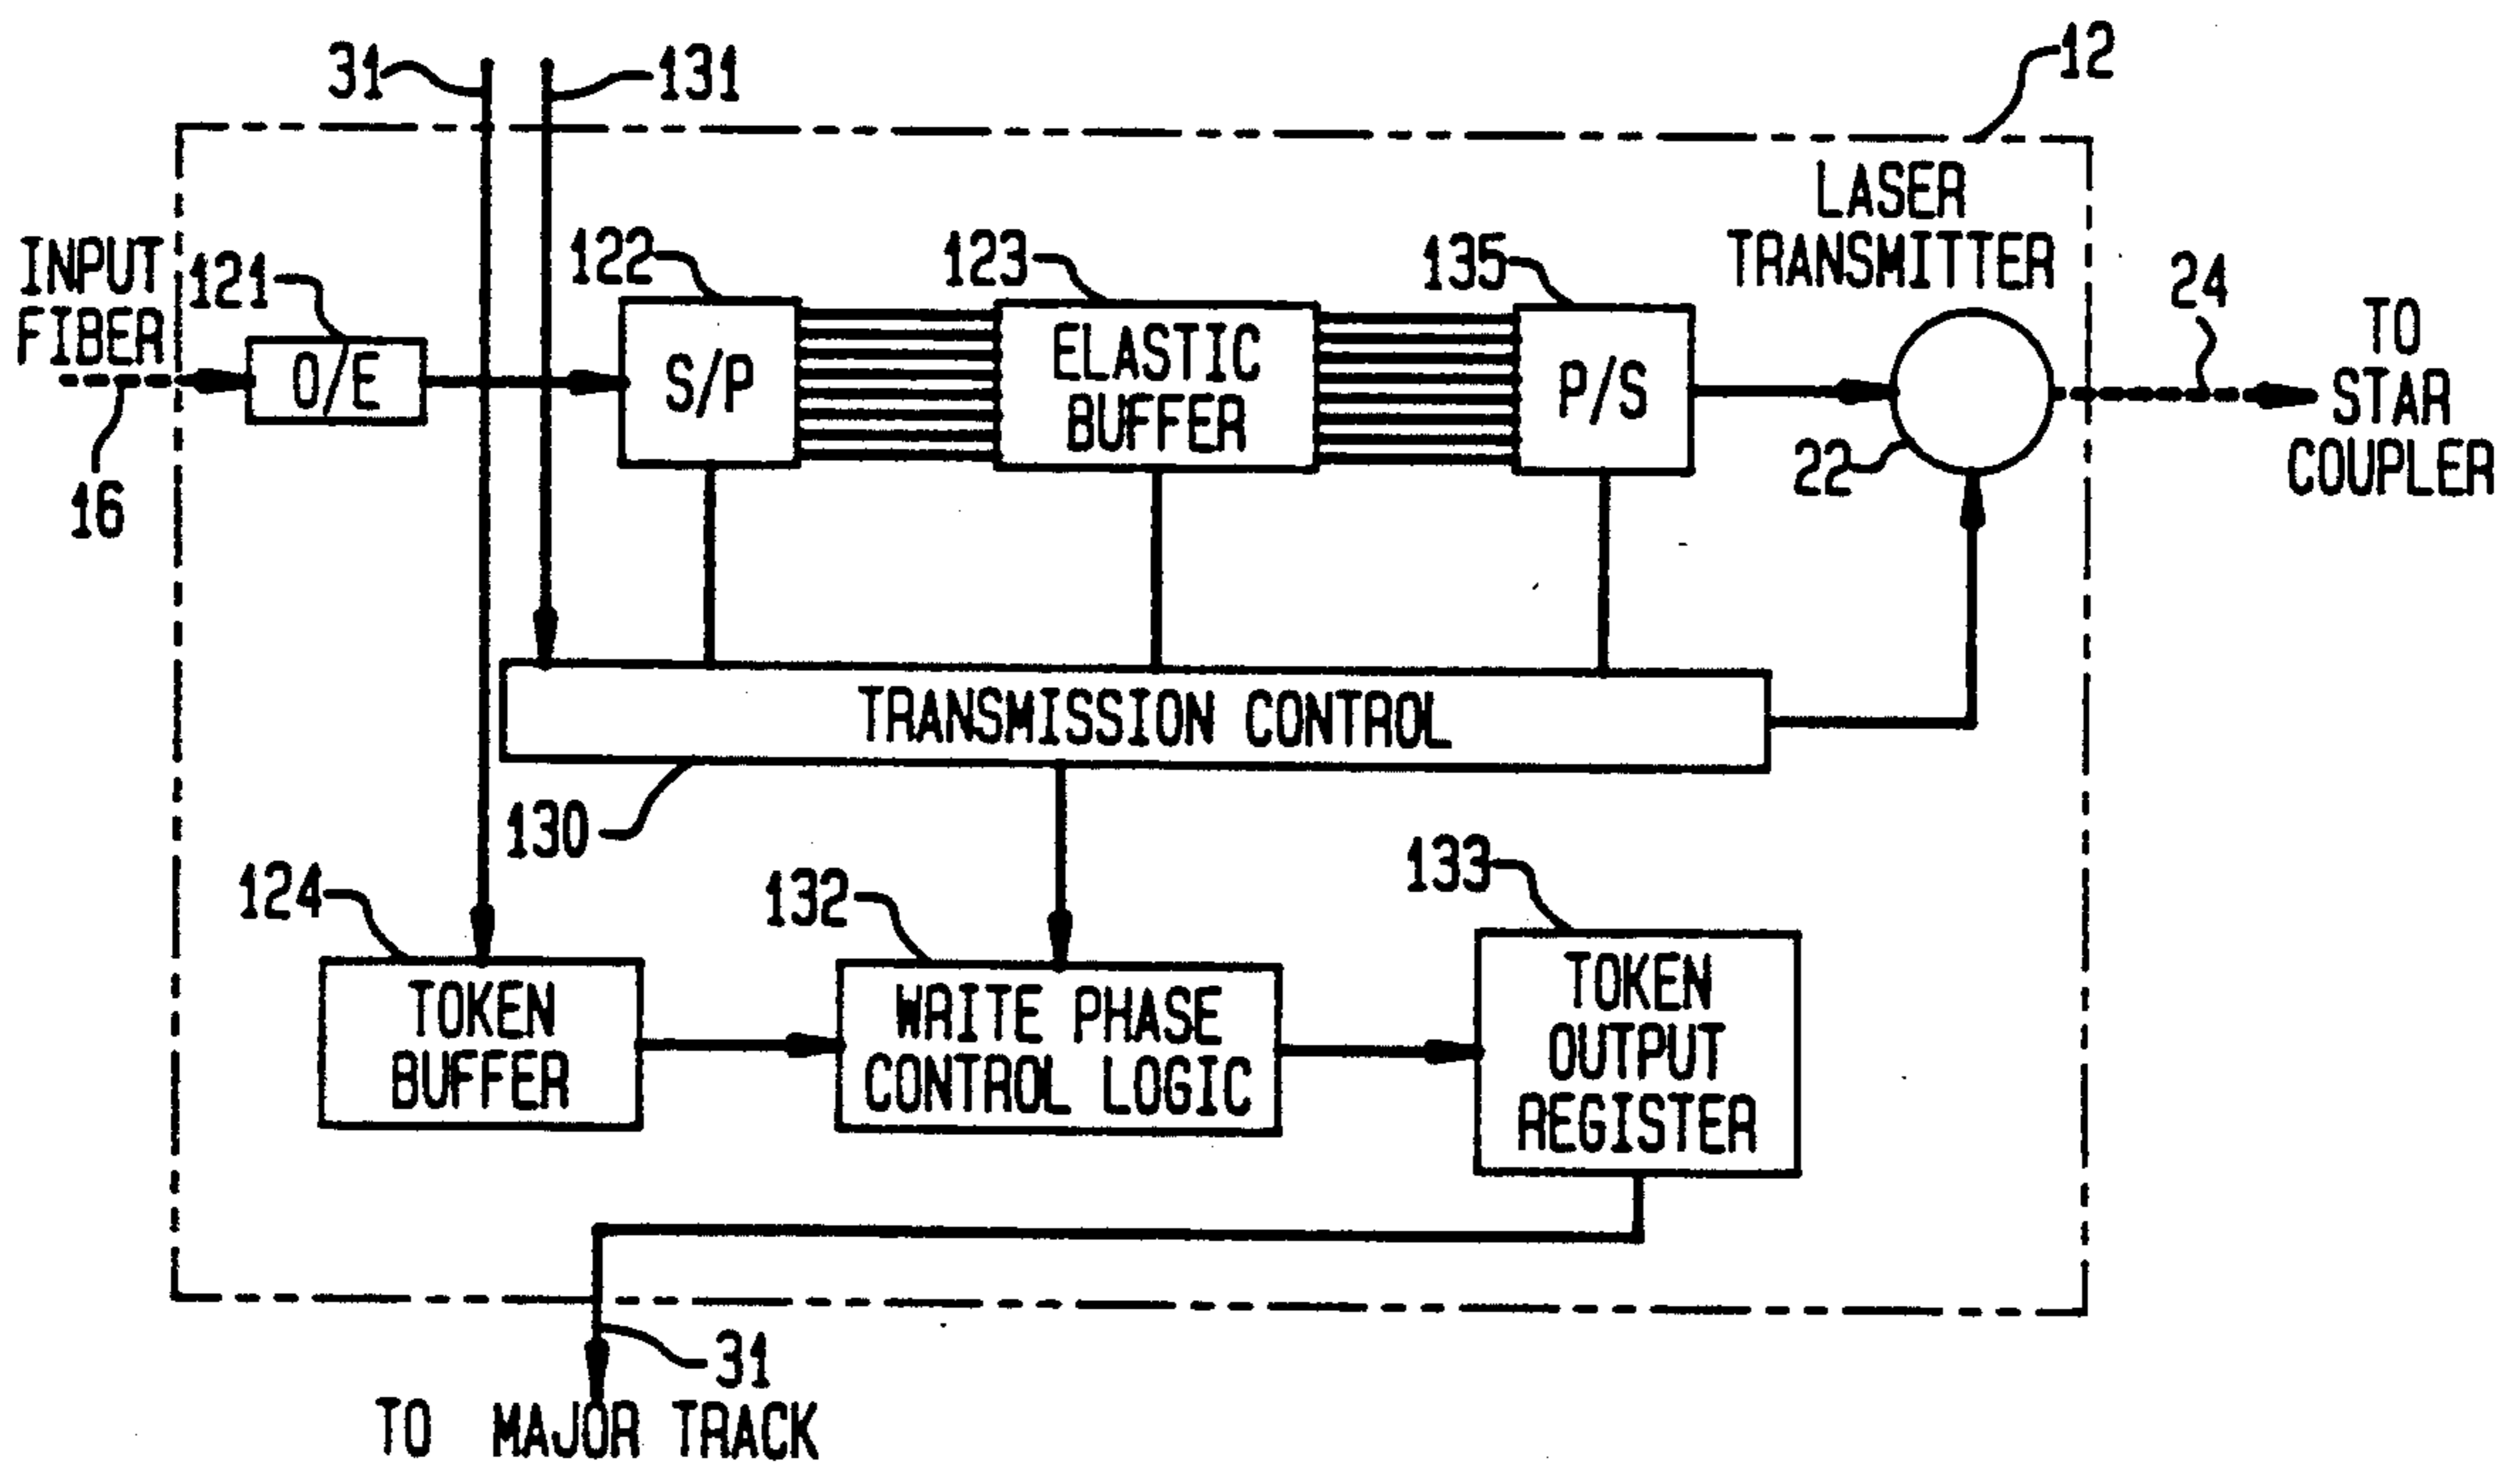 31
131
12
LASER
TRANSMITTER
INPUT
FIBER
121
122
123
135
24
O/E
S/P
ELASTIC
BUFFER
P/S
TO
STAR
COUPLER
16
22
TRANSMISSION CONTROL
130
124
132
133
TOKEN
BUFFER
WRITE PHASE
CONTROL LOGIC
TOKEN
OUTPUT
REGISTER
31
TO MAJOR TRACK